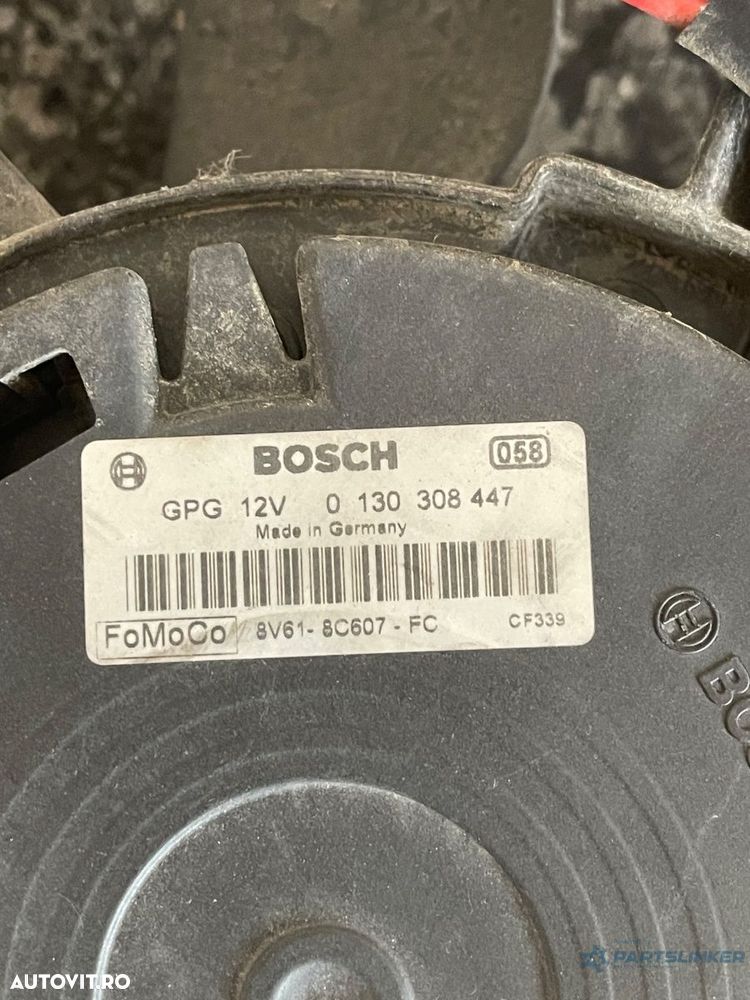 BOSCH 058
GPG 12V 0 130 308 447
Made in Germany
FoMoCo 8V61- 8C607 - FC CF339
AUTOVIT.RO
PARTSLINKER